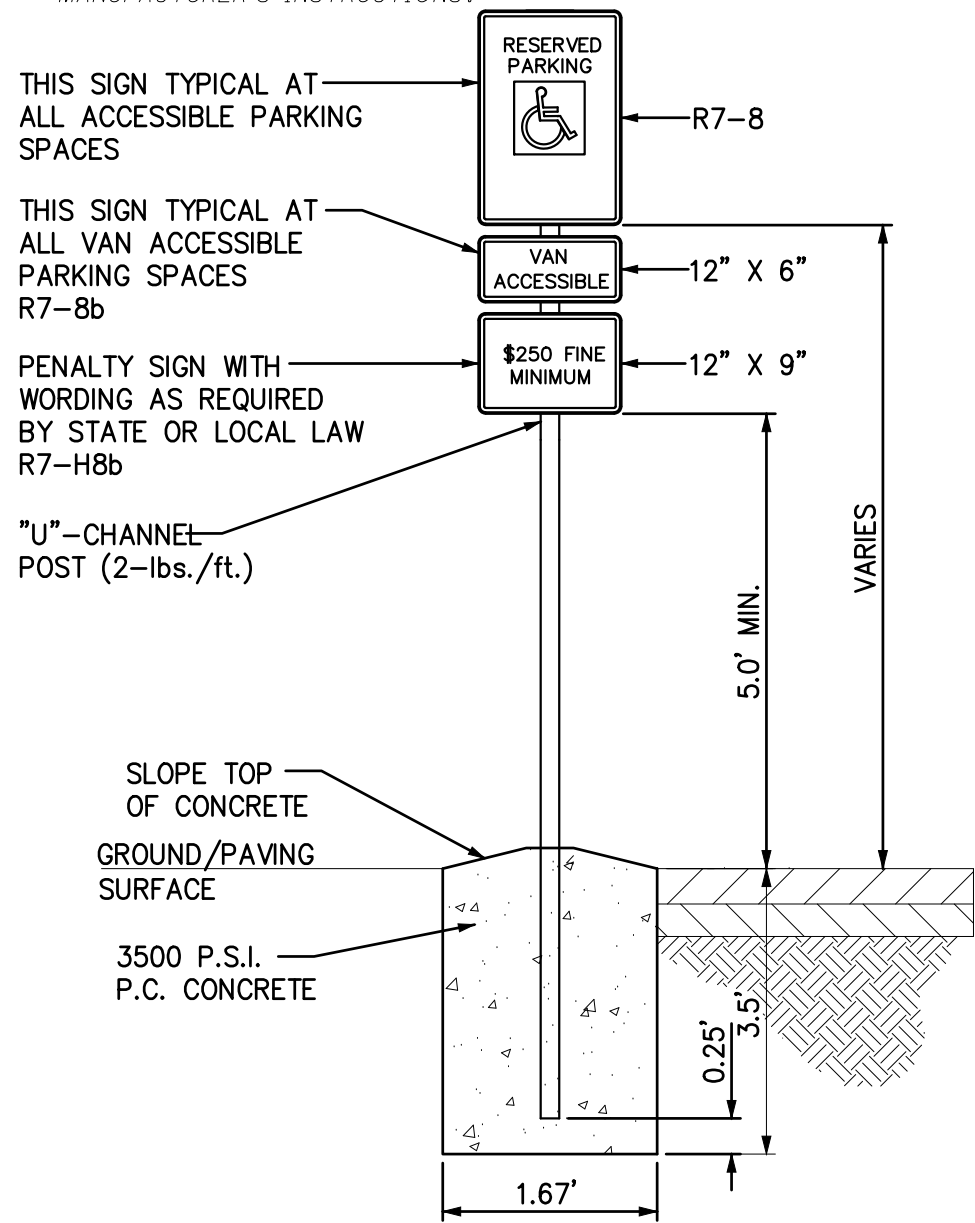 MANUFACTURER'S INSTRUCTIONS.
RESERVED
PARKING
THIS SIGN TYPICAL AT
ALL ACCESSIBLE PARKING
SPACES
R7-8
THIS SIGN TYPICAL AT
ALL VAN ACCESSIBLE
PARKING SPACES
R7-8b
VAN
ACCESSIBLE
12" X 6"
PENALTY SIGN WITH
WORDING AS REQUIRED
BY STATE OR LOCAL LAW
R7-H8b
$250 FINE
MINIMUM
12" X 9"
"U"-CHANNEL
POST (2-lbs./ft.)
VARIES
5.0' MIN.
SLOPE TOP
OF CONCRETE
GROUND/PAVING
SURFACE
3500 P.S.I.
P.C. CONCRETE
0.25'
3.5'
1.67'